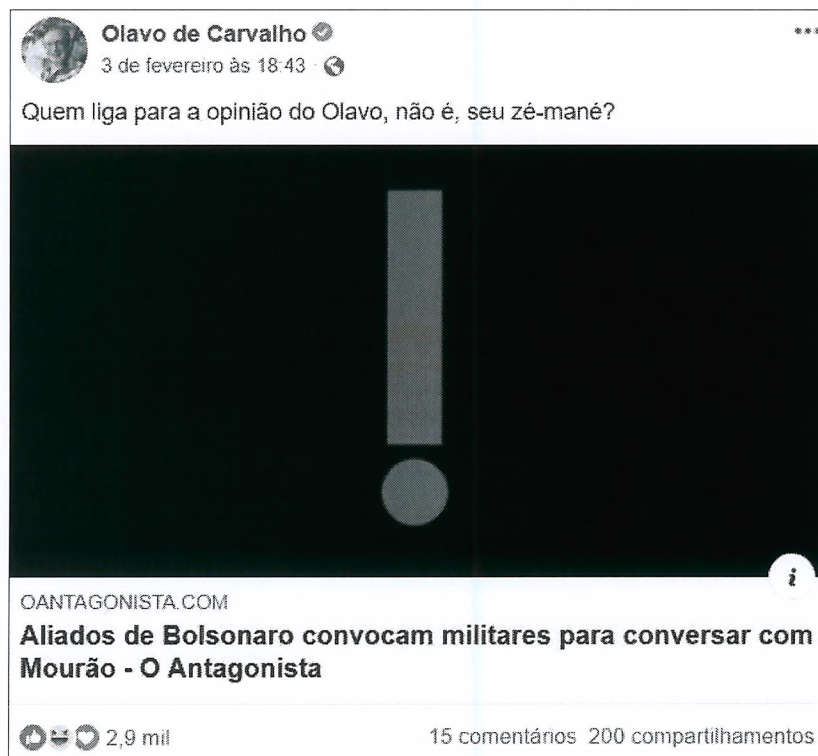 Olavo de Carvalho
3 de fevereiro às 18:43 ·
•••
Quem liga para a opinião do Olavo, não é, seu zé-mané?
!
i
OANTAGONISTA.COM
Aliados de Bolsonaro convocam militares para conversar com
Mourão - O Antagonista
2,9 mil
15 comentários 200 compartilhamentos